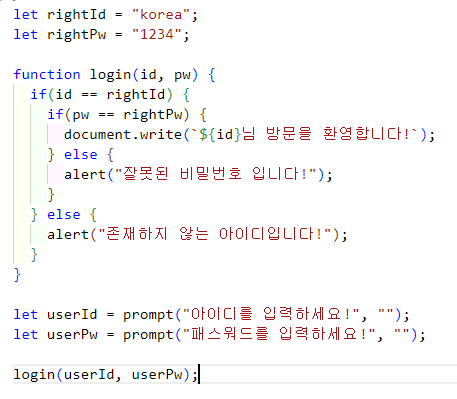 let rightId = "korea";
let rightPw = "1234";

function login(id, pw) {
  if(id == rightId) {
    if(pw == rightPw) {
      document.write(`${id}님 방문을 환영합니다!`);
    } else {
      alert("잘못된 비밀번호 입니다!");
    }
  } else {
    alert("존재하지 않는 아이디입니다!");
  }
}

let userId = prompt("아이디를 입력하세요!", "");
let userPw = prompt("패스워드를 입력하세요!", "");

login(userId, userPw);